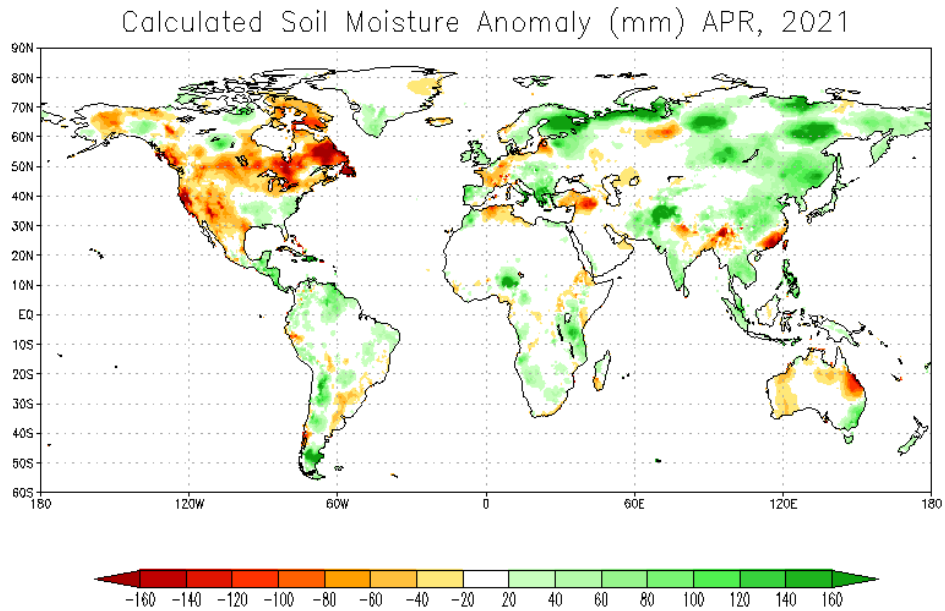 Calculated Soil Moisture Anomaly (mm) APR, 2021
90N
80N
70N
60N
50N
40N
30N
20N
10N
EQ
10S
20S
30S
40S
50S
60S
180 120W 60W 0 60E 120E 180
-160 -140 -120 -100 -80 -60 -40 -20 20 40 60 80 100 120 140 160